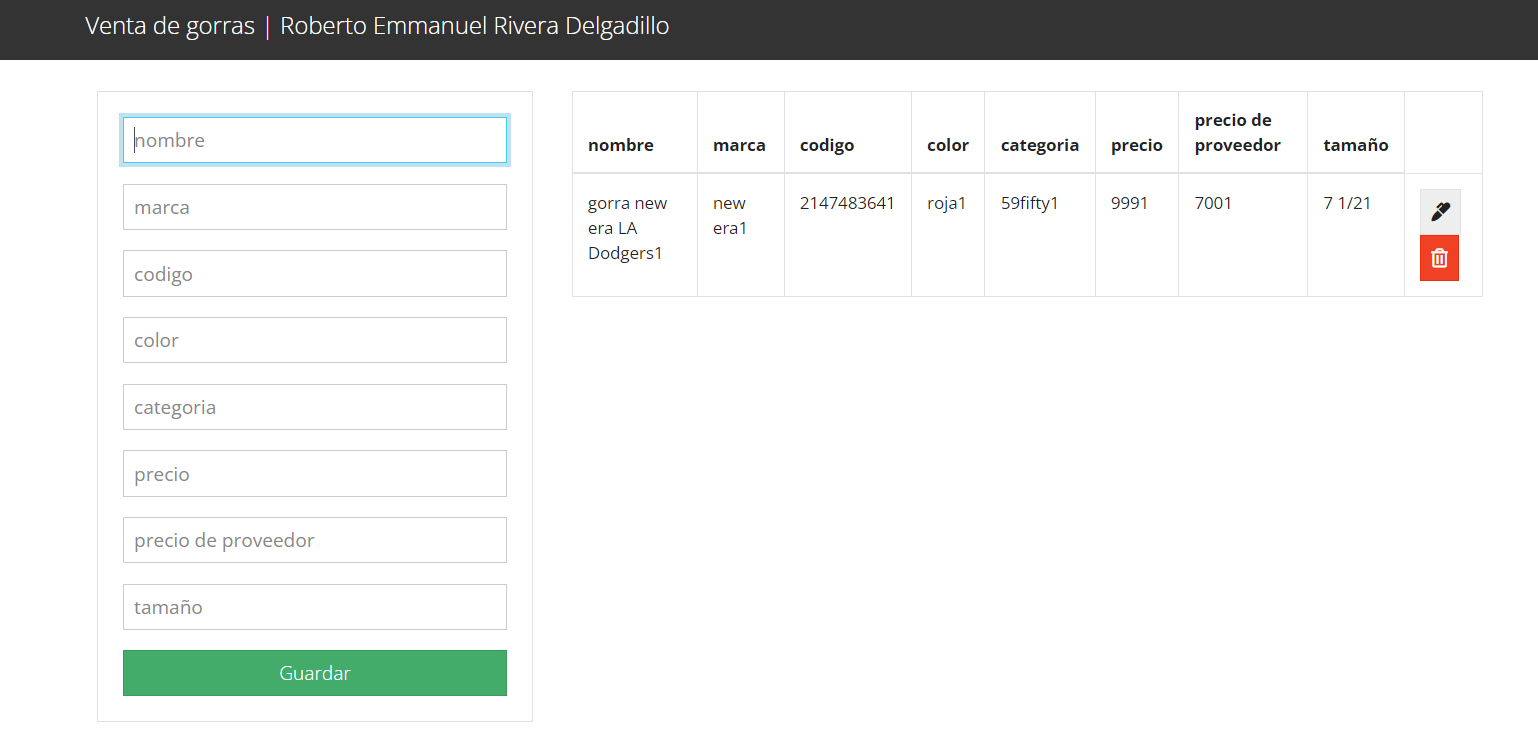 Venta de gorras | Roberto Emmanuel Rivera Delgadillo
nombre
marca
codigo
color
categoria
precio
precio de proveedor
tamaño
Guardar
nombre marca codigo color categoria precio precio de proveedor tamaño
gorra new era LA Dodgers1 new era1 2147483641 roja1 59fifty1 9991 7001 7 1/21